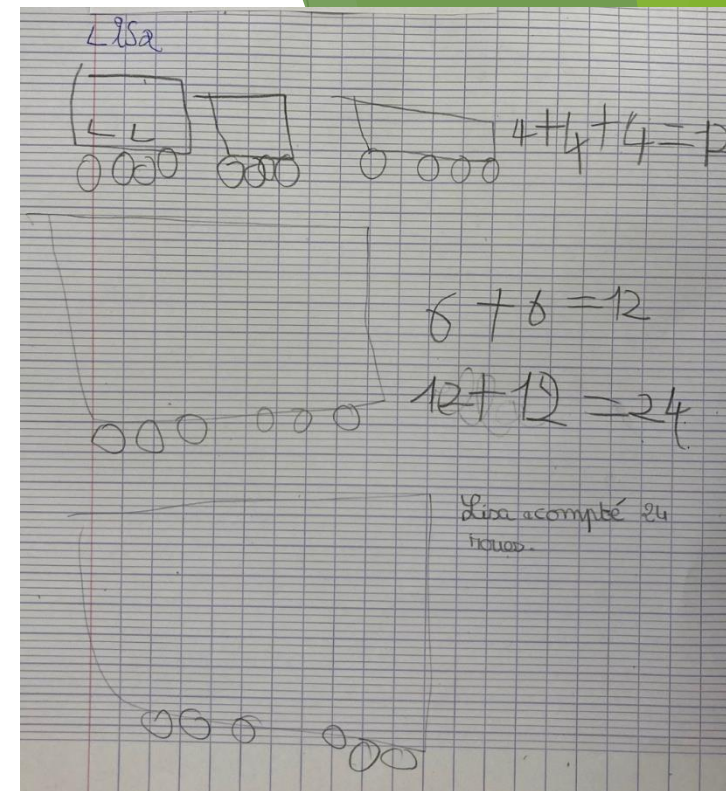 Lisa
4+4+4=12
6+6=12
12+12=24
Lisa a compté 24
roues.